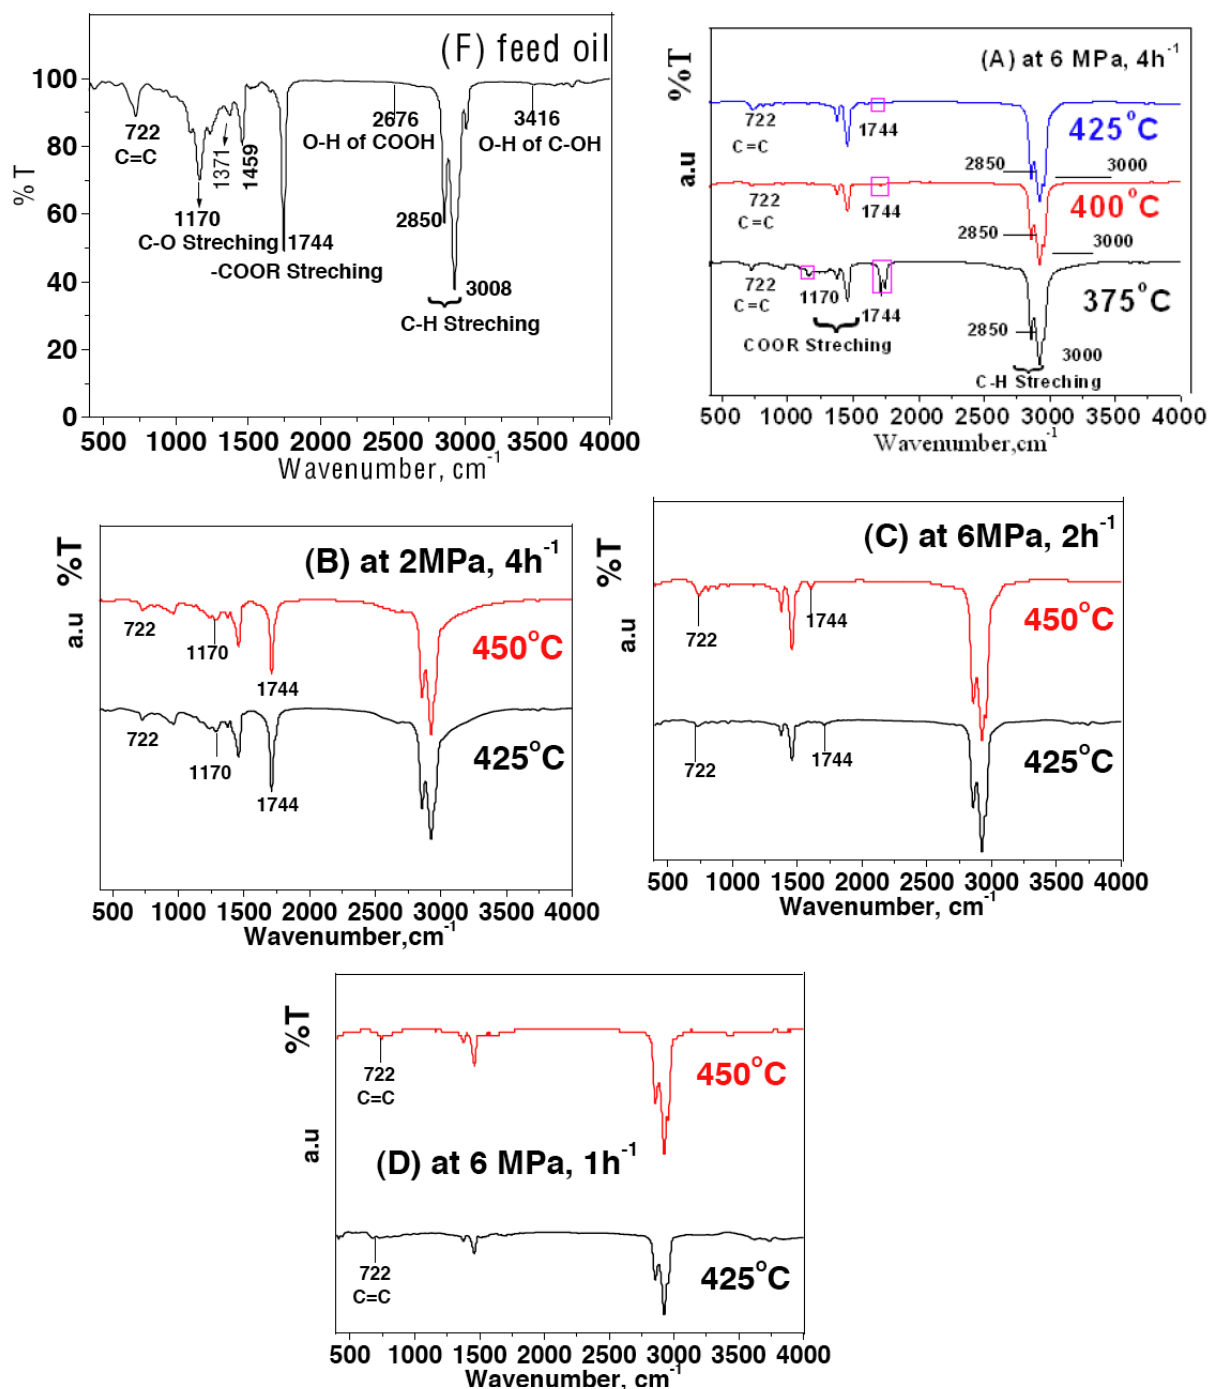 (F) feed oil
%T
100
80
60
40
20
0
722
C=C
1170
C-O Streching
1371
1459
1744
-COOR Streching
2676
O-H of COOH
3416
O-H of C-OH
2850
3008
C-H Streching
500 1000 1500 2000 2500 3000 3500 4000
Wavenumber, cm-1
(A) at 6 MPa, 4h-1
%T
a.u
722
C=C
1744
425°C
2850
3000
722
C=C
1744
400°C
2850
3000
722
C=C
1170
1744
COOR Streching
375°C
2850
3000
C-H Streching
500 1000 1500 2000 2500 3000 3500 4000
Wavenumber,cm-1
(B) at 2MPa, 4h-1
%T
a.u
722
1170
1744
450°C
722
1170
1744
425°C
500 1000 1500 2000 2500 3000 3500 4000
Wavenumber,cm-1
(C) at 6MPa, 2h-1
%T
a.u
722
1744
450°C
722
1744
425°C
500 1000 1500 2000 2500 3000 3500 4000
Wavenumber, cm-1
%T
a.u
722
C=C
450°C
(D) at 6 MPa, 1h-1
722
C=C
425°C
500 1000 1500 2000 2500 3000 3500 4000
Wavenumber, cm-1